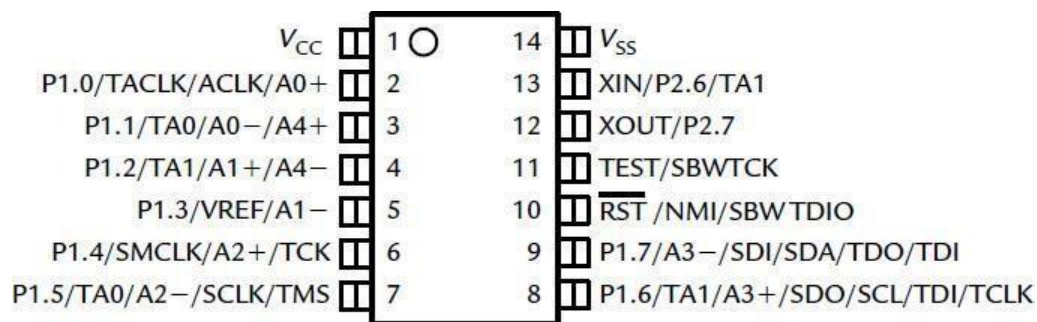 VCC 1 14 VSS
P1.0/TACLK/ACLK/A0+ 2 13 XIN/P2.6/TA1
P1.1/TA0/A0−/A4+ 3 12 XOUT/P2.7
P1.2/TA1/A1+/A4− 4 11 TEST/SBWTCK
P1.3/VREF/A1− 5 10 RST /NMI/SBWTDIO
P1.4/SMCLK/A2+/TCK 6 9 P1.7/A3−/SDI/SDA/TDO/TDI
P1.5/TA0/A2−/SCLK/TMS 7 8 P1.6/TA1/A3+/SDO/SCL/TDI/TCLK